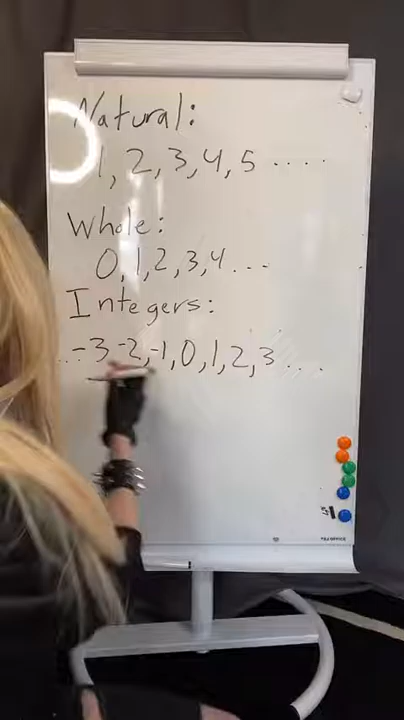 Natural:
1, 2, 3, 4, 5 ....
Whole:
0, 1, 2, 3, 4 ...
Integers:
...-3 -2, -1, 0, 1, 2, 3 ....